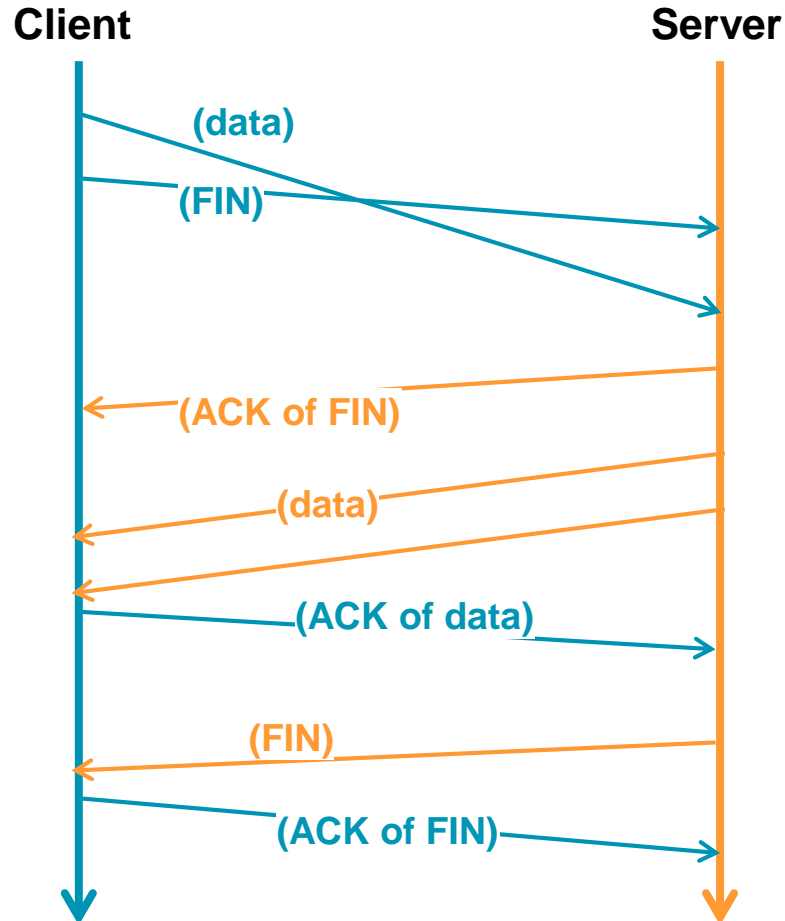 Client
Server
(data)
(FIN)
(ACK of FIN)
(data)
(ACK of data)
(FIN)
(ACK of FIN)